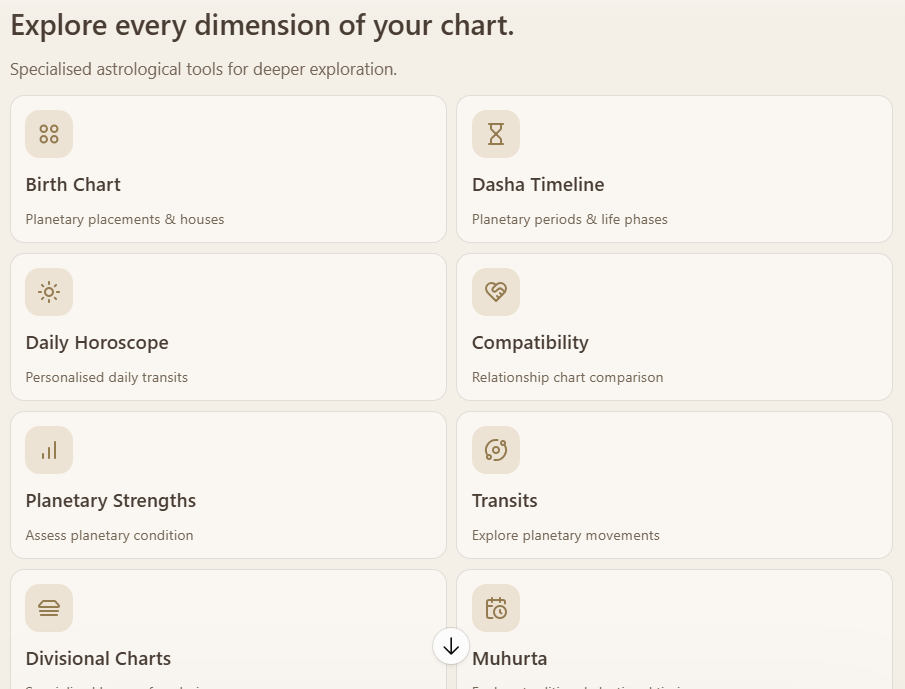 Explore every dimension of your chart.
Specialised astrological tools for deeper exploration.
Birth Chart
Planetary placements & houses
Dasha Timeline
Planetary periods & life phases
Daily Horoscope
Personalised daily transits
Compatibility
Relationship chart comparison
Planetary Strengths
Assess planetary condition
Transits
Explore planetary movements
Divisional Charts
Muhurta